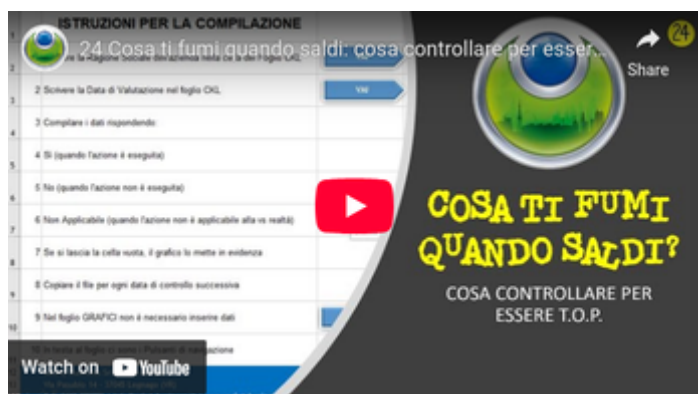 ISTRUZIONI PER LA COMPILAZIONE
24 Cosa ti fumi quando saldi: cosa controllare per esser...
Share
24
2 Scrivere la Data di Valutazione nel foglio CKL
VAI
3 Compilare i dati rispondendo:
4 Sì (quando l'azione è eseguita)
5 No (quando l'azione non è eseguita)
6 Non Applicabile (quando l'azione non è applicabile alla vs realtà)
7 Se si lascia la cella vuota, il grafico lo mette in evidenza
8 Copiare il file per ogni data di controllo successiva
9 Nel foglio GRAFICI non è necessario inserire dati
COSA TI FUMI
QUANDO SALDI?
COSA CONTROLLARE PER
ESSERE T.O.P.
Watch on YouTube